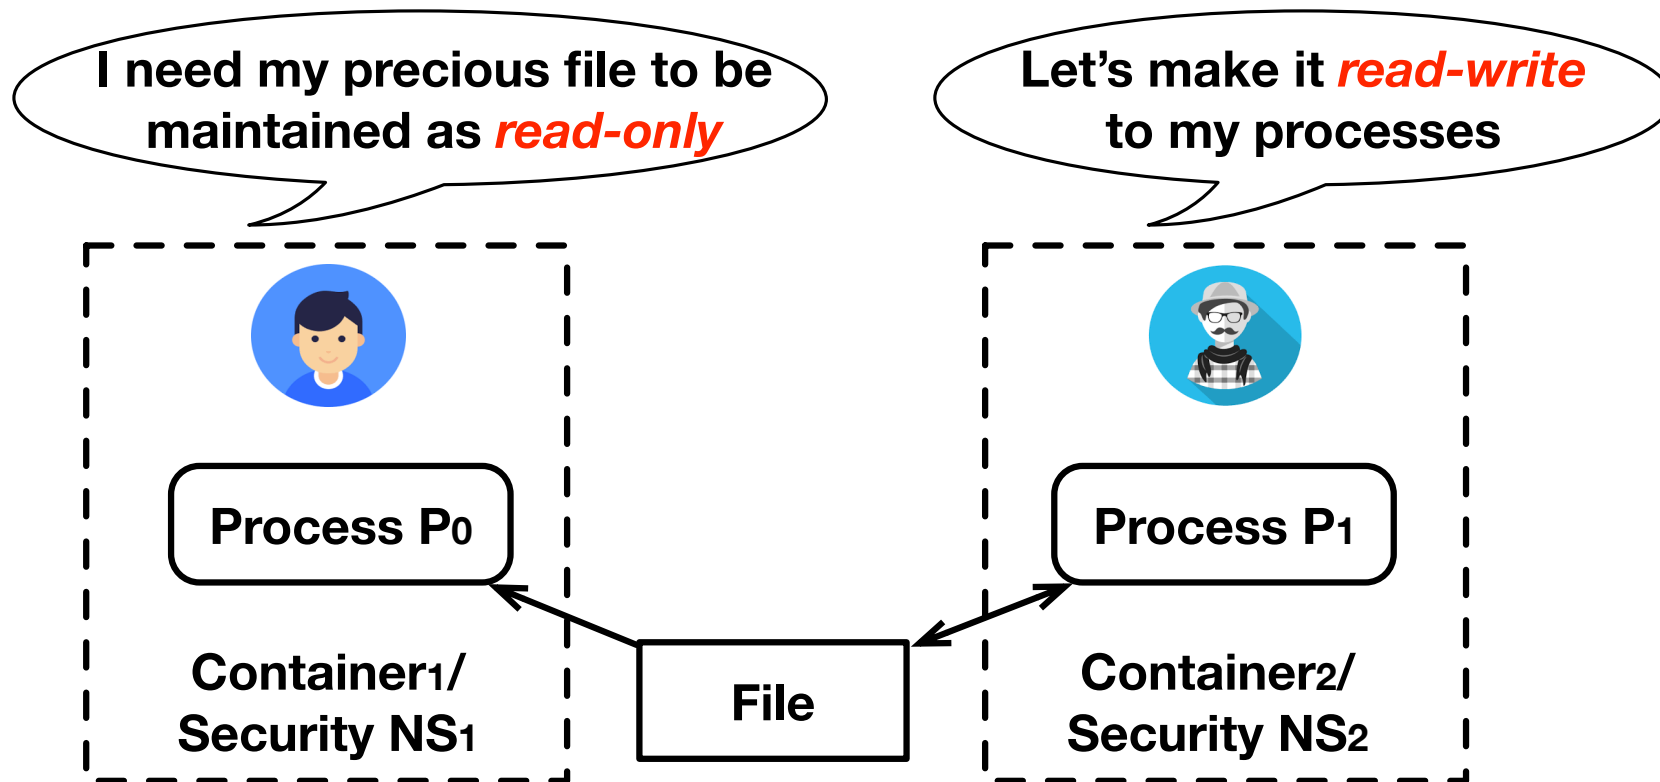 I need my precious file to be
maintained as read-only
Let’s make it read-write
to my processes
Process P0
Process P1
Container1/
Security NS1
File
Container2/
Security NS2